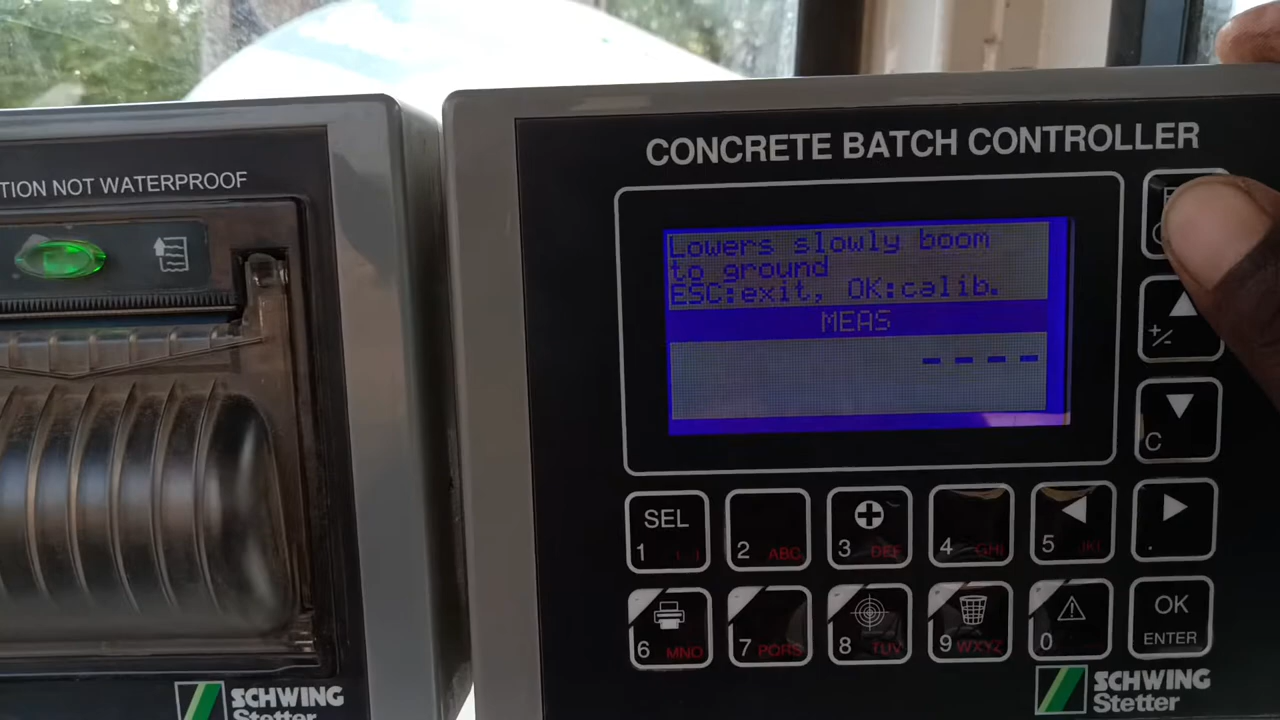 TION NOT WATERPROOF
CONCRETE BATCH CONTROLLER
Lowers slowly boom
to ground
ESC:exit, OK:calib.
MEAS
----
+/-
C
SEL
1
2 ABC
3 DEF
4 GHI
5 JKL
.
6 MNO
7 PQRS
8 TUV
9 WXYZ
0
OK
ENTER
SCHWING
Stetter
SCHWING
Stetter